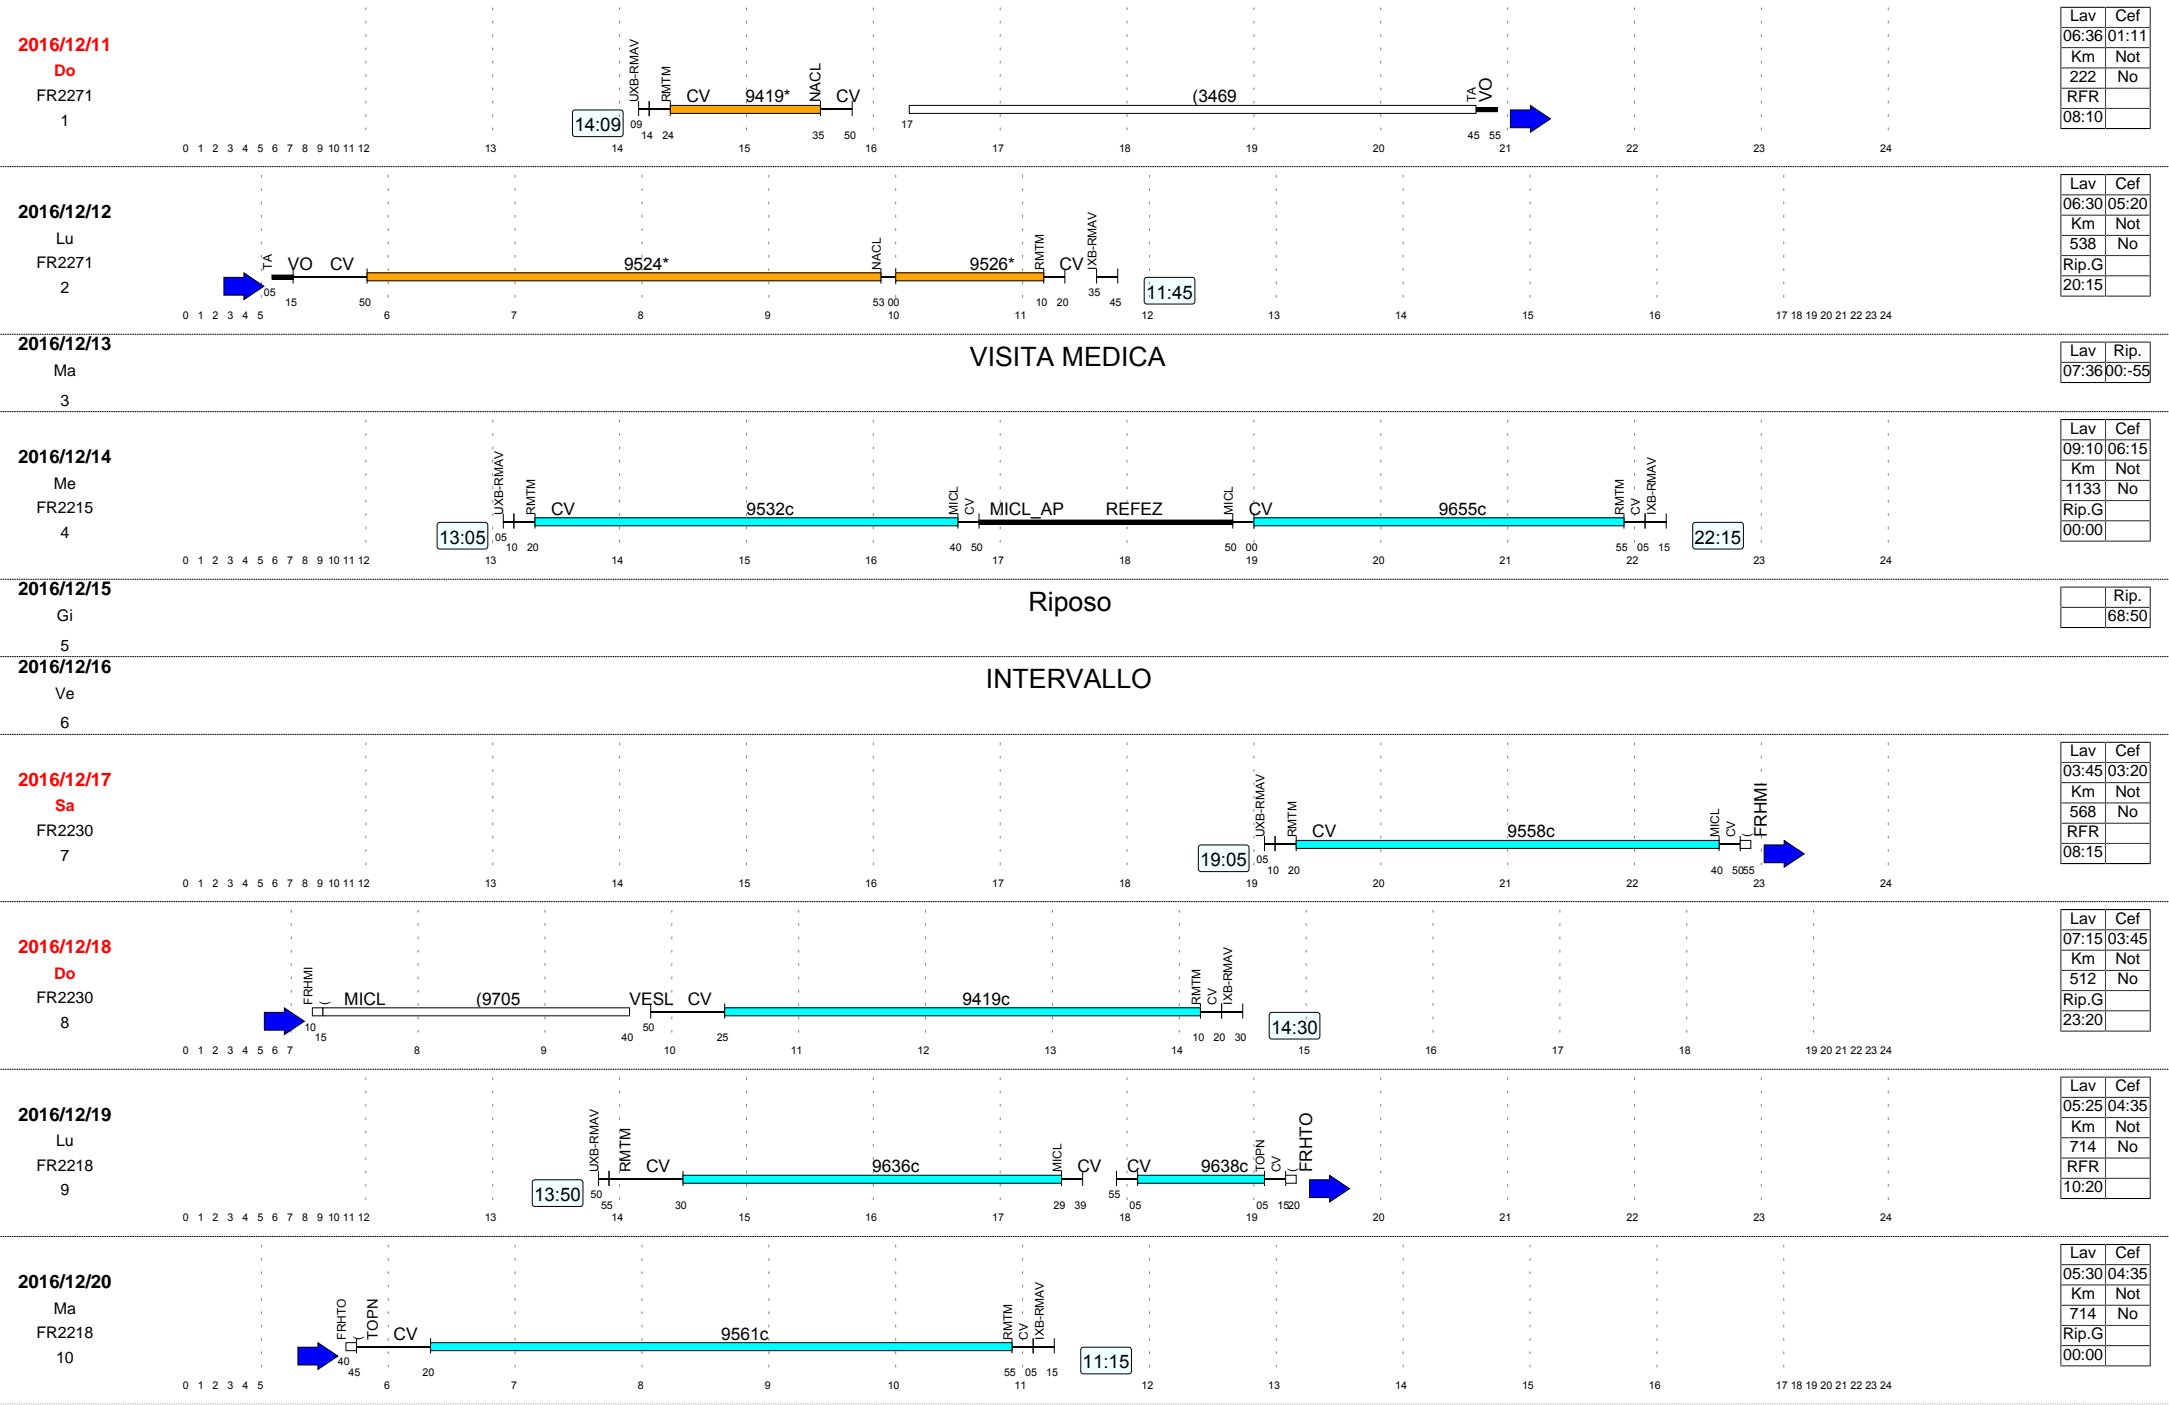 2016/12/11
Do
FR2271
1
14:09
UXB-RMAV RMTM CV 9419* NACL CV (3469 TA VO
09 14 24 35 50 17 45 55
0 1 2 3 4 5 6 7 8 9 10 11 12 13 14 15 16 17 18 19 20 21 22 23 24
Lav Cef
06:36 01:11
Km Not
222 No
RFR
08:10
2016/12/12
Lu
FR2271
2
TA VO CV 9524* NACL 9526* RMTM CV IXB-RMAV
05 15 50 53 00 10 20 35 45
11:45
0 1 2 3 4 5 6 7 8 9 10 11 12 13 14 15 16 17 18 19 20 21 22 23 24
Lav Cef
06:30 05:20
Km Not
538 No
Rip.G
20:15
2016/12/13
Ma
3
VISITA MEDICA
Lav Rip.
07:36 00:-55
2016/12/14
Me
FR2215
4
13:05
UXB-RMAV RMTM CV 9532c MICL CV MICL_AP REFEZ MICL CV 9655c RMTM CV IXB-RMAV
05 10 20 40 50 50 00 55 05 15
22:15
0 1 2 3 4 5 6 7 8 9 10 11 12 13 14 15 16 17 18 19 20 21 22 23 24
Lav Cef
09:10 06:15
Km Not
1133 No
Rip.G
00:00
2016/12/15
Gi
5
Riposo
Rip.
68:50
2016/12/16
Ve
6
INTERVALLO
2016/12/17
Sa
FR2230
7
19:05
UXB-RMAV RMTM CV 9558c MICL CV ( FRHMI
05 10 20 40 50 55
0 1 2 3 4 5 6 7 8 9 10 11 12 13 14 15 16 17 18 19 20 21 22 23 24
Lav Cef
03:45 03:20
Km Not
568 No
RFR
08:15
2016/12/18
Do
FR2230
8
FRHMI ( MICL (9705 VESL CV 9419c RMTM CV IXB-RMAV
10 15 40 50 25 10 20 30
14:30
0 1 2 3 4 5 6 7 8 9 10 11 12 13 14 15 16 17 18 19 20 21 22 23 24
Lav Cef
07:15 03:45
Km Not
512 No
Rip.G
23:20
2016/12/19
Lu
FR2218
9
13:50
UXB-RMAV RMTM CV 9636c MICL CV CV 9638c TOPN CV ( FRHTO
50 55 30 29 39 55 05 05 15 20
0 1 2 3 4 5 6 7 8 9 10 11 12 13 14 15 16 17 18 19 20 21 22 23 24
Lav Cef
05:25 04:35
Km Not
714 No
RFR
10:20
2016/12/20
Ma
FR2218
10
FRHTO ( TOPN CV 9561c RMTM CV IXB-RMAV
40 45 20 55 05 15
11:15
0 1 2 3 4 5 6 7 8 9 10 11 12 13 14 15 16 17 18 19 20 21 22 23 24
Lav Cef
05:30 04:35
Km Not
714 No
Rip.G
00:00